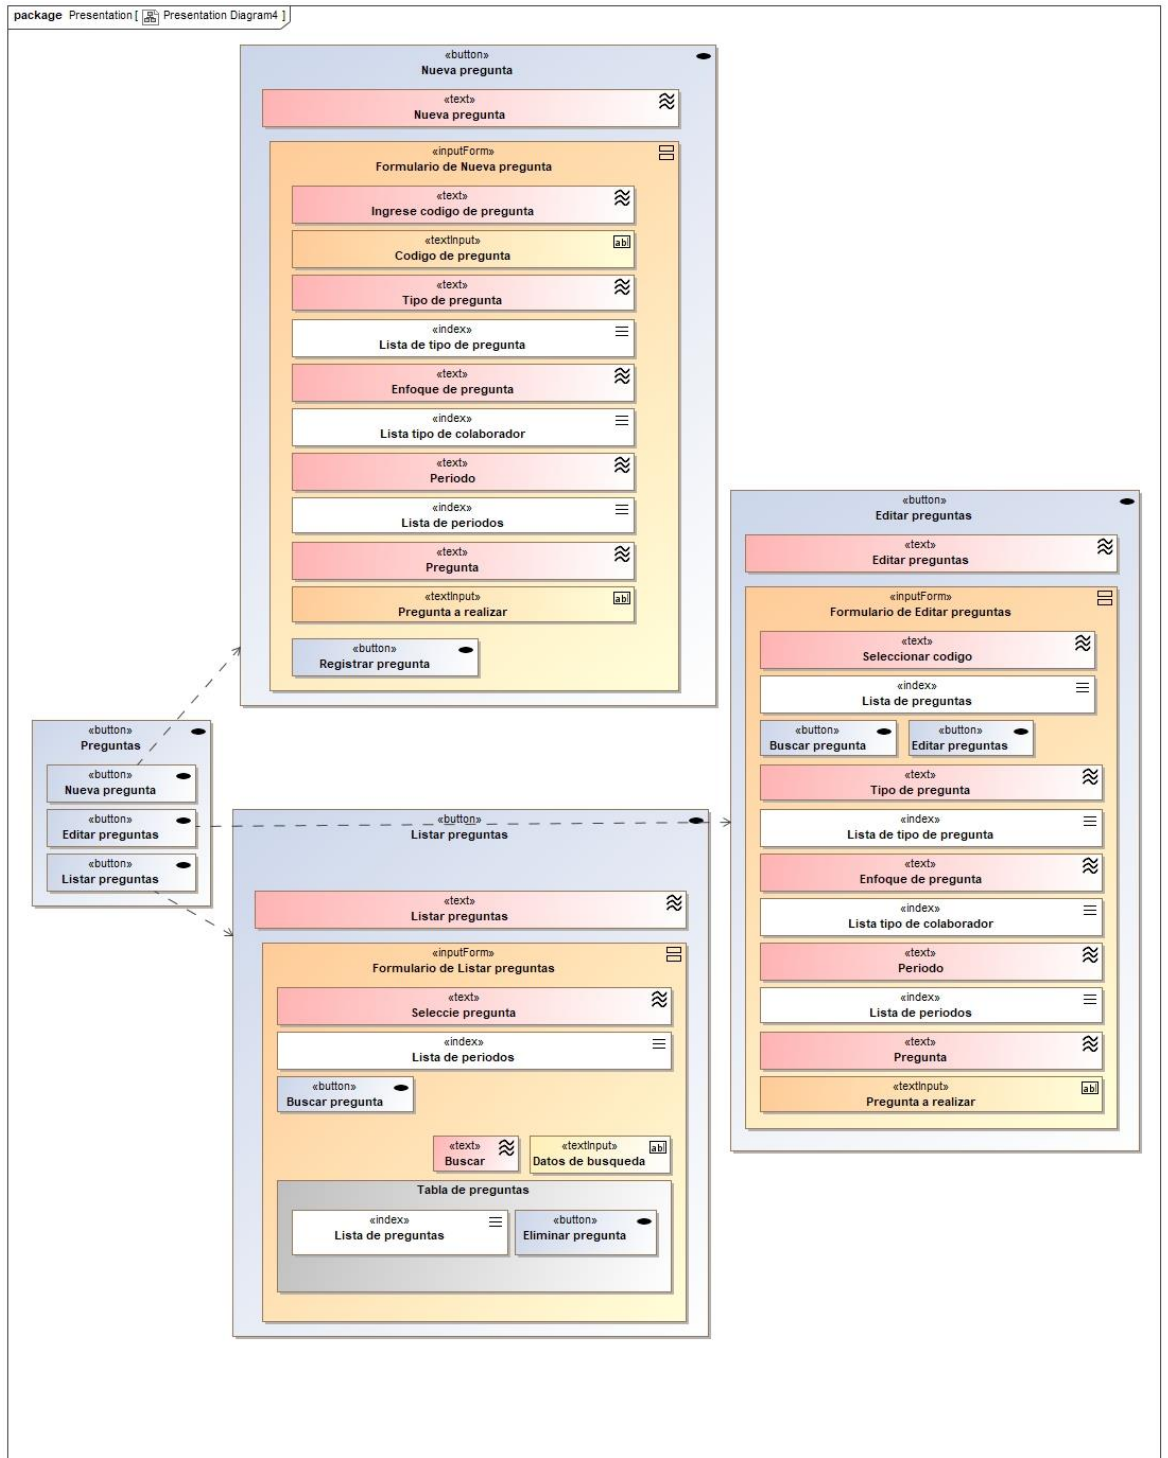 package Presentation [ Presentation Diagram4 ]
«button»
Nueva pregunta
«text»
Nueva pregunta
«inputForm»
Formulario de Nueva pregunta
«text»
Ingrese codigo de pregunta
«textInput»
Codigo de pregunta
abl
«text»
Tipo de pregunta
«index»
Lista de tipo de pregunta
«text»
Enfoque de pregunta
«index»
Lista tipo de colaborador
«text»
Periodo
«index»
Lista de periodos
«text»
Pregunta
«textInput»
Pregunta a realizar
abl
«button»
Registrar pregunta
«button»
Preguntas
«button»
Nueva pregunta
«button»
Editar preguntas
«button»
Listar preguntas
«button»
Listar preguntas
«text»
Listar preguntas
«inputForm»
Formulario de Listar preguntas
«text»
Seleccie pregunta
«index»
Lista de periodos
«button»
Buscar pregunta
«text»
Buscar
«textInput»
Datos de busqueda
abl
Tabla de preguntas
«index»
Lista de preguntas
«button»
Eliminar pregunta
«button»
Editar preguntas
«text»
Editar preguntas
«inputForm»
Formulario de Editar preguntas
«text»
Seleccionar codigo
«index»
Lista de preguntas
«button»
Buscar pregunta
«button»
Editar preguntas
«text»
Tipo de pregunta
«index»
Lista de tipo de pregunta
«text»
Enfoque de pregunta
«index»
Lista tipo de colaborador
«text»
Periodo
«index»
Lista de periodos
«text»
Pregunta
«textInput»
Pregunta a realizar
abl